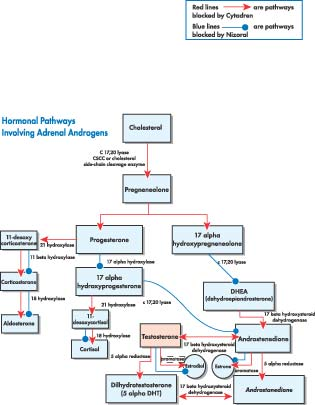 Red lines are pathways
blocked by Cytadren
Blue lines are pathways
blocked by Nizoral
Hormonal Pathways
Involving Adrenal Androgens
Cholesterol
C 17,20 lyase
CSCC or cholesterol
side-chain cleavage enzyme
Pregnenolone
11-deoxy
corticosterone
21 hydroxylase
Progesterone
17 alpha
hydroxypregnenolone
11 beta hydroxylase
17 alpha hydroxylase
c 17,20 lyase
Corticosterone
17 alpha
hydroxyprogesterone
DHEA
(dehydroepiandrosterone)
18 hydroxylase
21 hydroxylase
c 17,20 lyase
17 beta hydroxysteroid
dehydrogenase
Aldosterone
11-
deoxycortisol
18 hydroxylase
Testosterone
17 beta hydroxysteroid
dehydrogenase
Androstenedione
Cortisol
5 alpha reductase
aromatase
Estradiol
Estrone
aromatase
5 alpha reductase
Dihydrotestosterone
(5 alpha DHT)
17 beta hydroxysteroid
dehydrogenase
Androstanedione